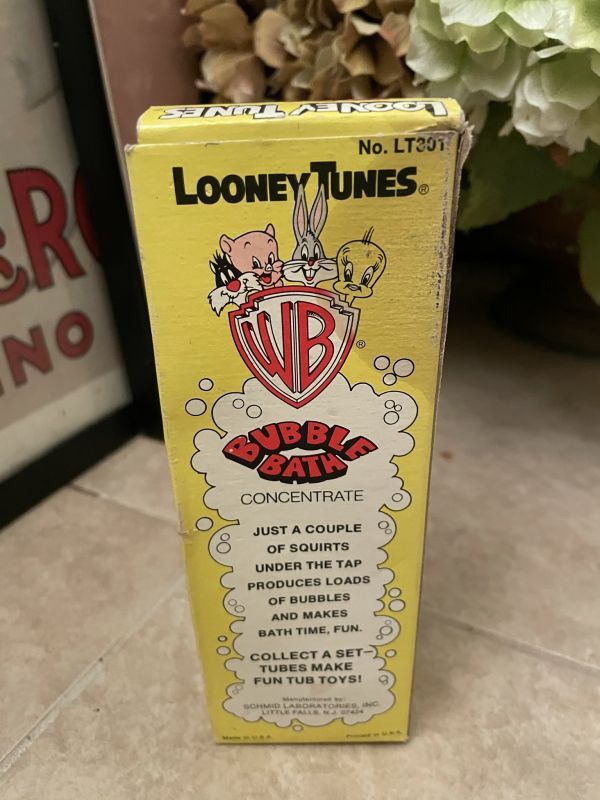 LOONEY TUNES
No. LT301
LOONEY TUNES®
WB®
BUBBLE
BATH
CONCENTRATE
JUST A COUPLE
OF SQUIRTS
UNDER THE TAP
PRODUCES LOADS
OF BUBBLES
AND MAKES
BATH TIME, FUN.
COLLECT A SET-
TUBES MAKE
FUN TUB TOYS!
Manufactured by:
SCHMID LABORATORIES, INC.
LITTLE FALLS, N.J. 07424
Made in U.S.A.
Printed in U.S.A.
&R
NO